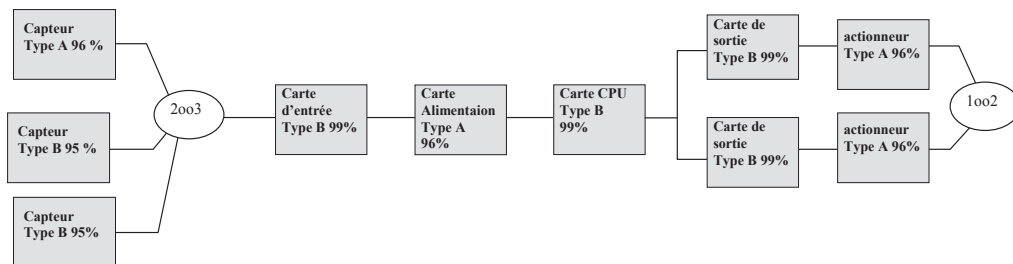 Capteur
Type A 96 %
Capteur
Type B 95 %
Capteur
Type B 95%
2oo3
Carte
d'entrée
Type B 99%
Carte
Alimentaion
Type A
96%
Carte CPU
Type B
99%
Carte de
sortie
Type B 99%
actionneur
Type A 96%
Carte de
sortie
Type B 99%
actionneur
Type A 96%
1oo2